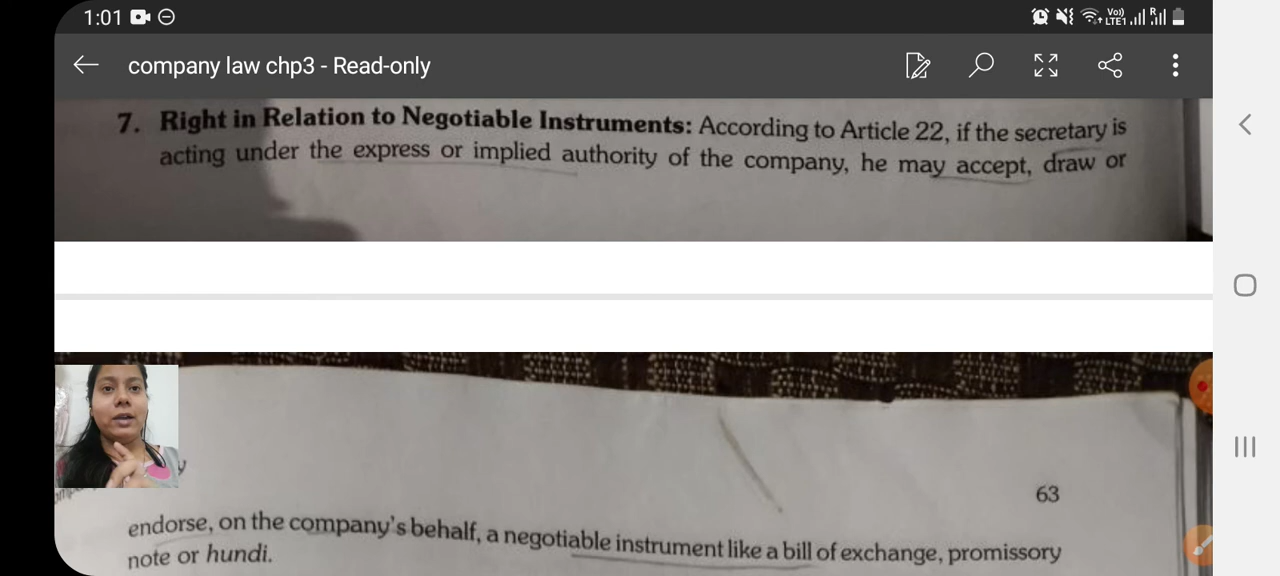 1:01
Vo)) R
LTE1
company law chp3 - Read-only
7. Right in Relation to Negotiable Instruments: According to Article 22, if the secretary is
acting under the express or implied authority of the company, he may accept, draw or
63
endorse, on the company's behalf, a negotiable instrument like a bill of exchange, promissory
note or hundi.